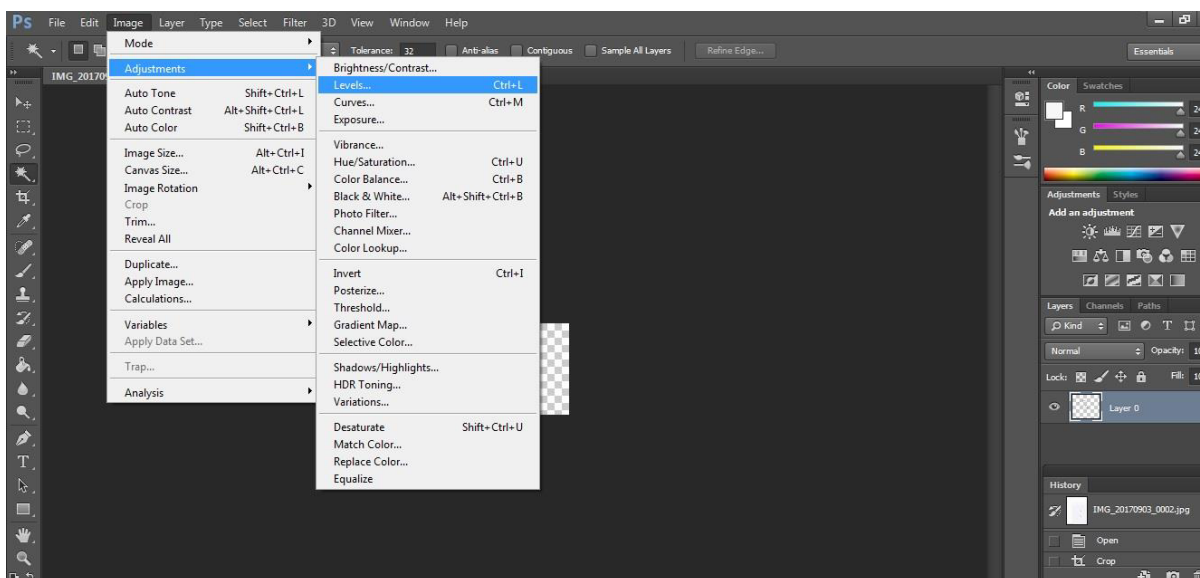 Ps File Edit Image Layer Type Select Filter 3D View Window Help
Tolerance: 32 Anti-alias Contiguous Sample All Layers Refine Edge... Essentials
IMG_20170
Mode
Adjustments
Auto Tone Shift+Ctrl+L
Auto Contrast Alt+Shift+Ctrl+L
Auto Color Shift+Ctrl+B
Image Size... Alt+Ctrl+I
Canvas Size... Alt+Ctrl+C
Image Rotation
Crop
Trim...
Reveal All
Duplicate...
Apply Image...
Calculations...
Variables
Apply Data Set...
Trap...
Analysis
Brightness/Contrast...
Levels... Ctrl+L
Curves... Ctrl+M
Exposure...
Vibrance...
Hue/Saturation... Ctrl+U
Color Balance... Ctrl+B
Black & White... Alt+Shift+Ctrl+B
Photo Filter...
Channel Mixer...
Color Lookup...
Invert Ctrl+I
Posterize...
Threshold...
Gradient Map...
Selective Color...
Shadows/Highlights...
HDR Toning...
Variations...
Desaturate Shift+Ctrl+U
Match Color...
Replace Color...
Equalize
Color Swatches
R 24
G 24
B 24
Adjustments Styles
Add an adjustment
Layers Channels Paths
Kind
Normal Opacity: 10
Lock: Fill: 10
Layer 0
History
IMG_20170903_0002.jpg
Open
Crop